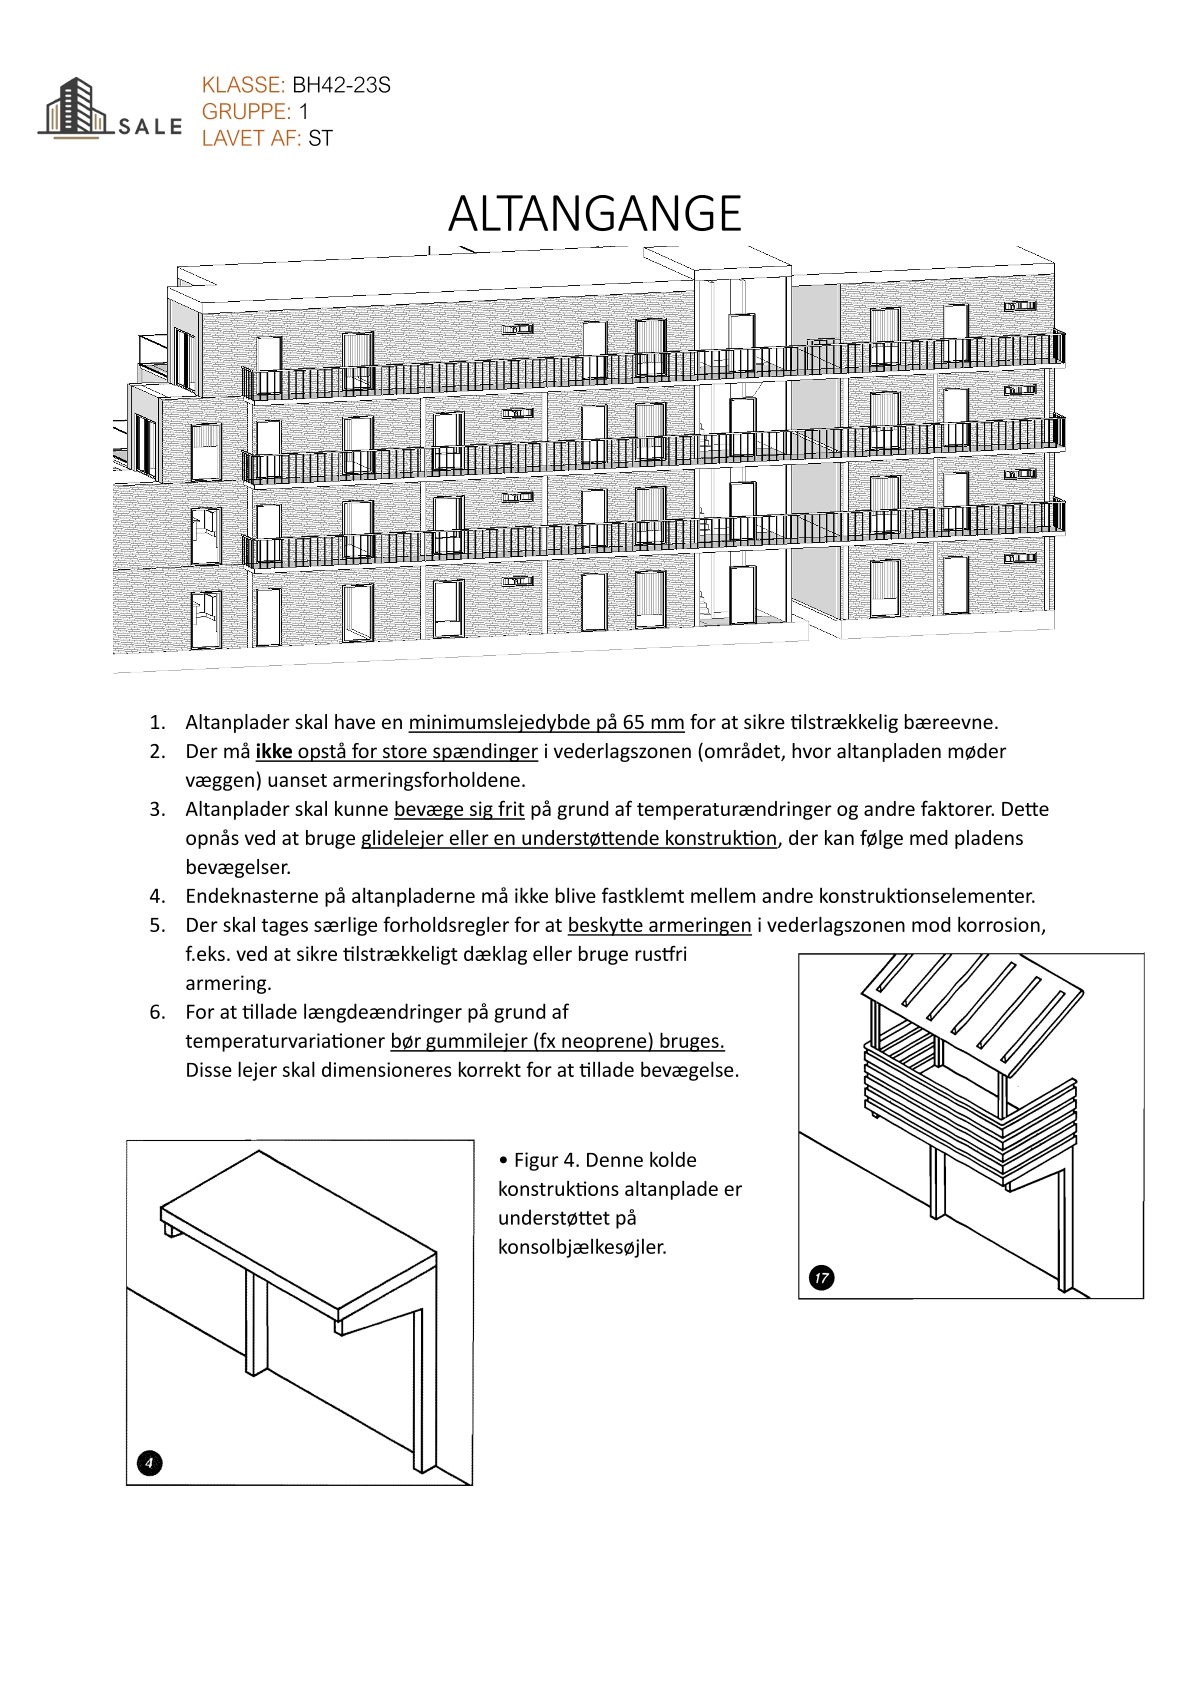 SALE
KLASSE: BH42-23S
GRUPPE: 1
LAVET AF: ST
ALTANGANGE
1. Altanplader skal have en minimumslejedybde på 65 mm for at sikre tilstrækkelig bæreevne.
2. Der må ikke opstå for store spændinger i vederlagszonen (området, hvor altanpladen møder
væggen) uanset armeringsforholdene.
3. Altanplader skal kunne bevæge sig frit på grund af temperaturændringer og andre faktorer. Dette
opnås ved at bruge glidelejer eller en understøttende konstruktion, der kan følge med pladens
bevægelser.
4. Endeknasterne på altanpladerne må ikke blive fastklemt mellem andre konstruktionselementer.
5. Der skal tages særlige forholdsregler for at beskytte armeringen i vederlagszonen mod korrosion,
f.eks. ved at sikre tilstrækkeligt dæklag eller bruge rustfri
armering.
6. For at tillade længdeændringer på grund af
temperaturvariationer bør gummilejer (fx neoprene) bruges.
Disse lejer skal dimensioneres korrekt for at tillade bevægelse.
• Figur 4. Denne kolde
konstruktions altanplade er
understøttet på
konsolbjælkesøjler.
17
4